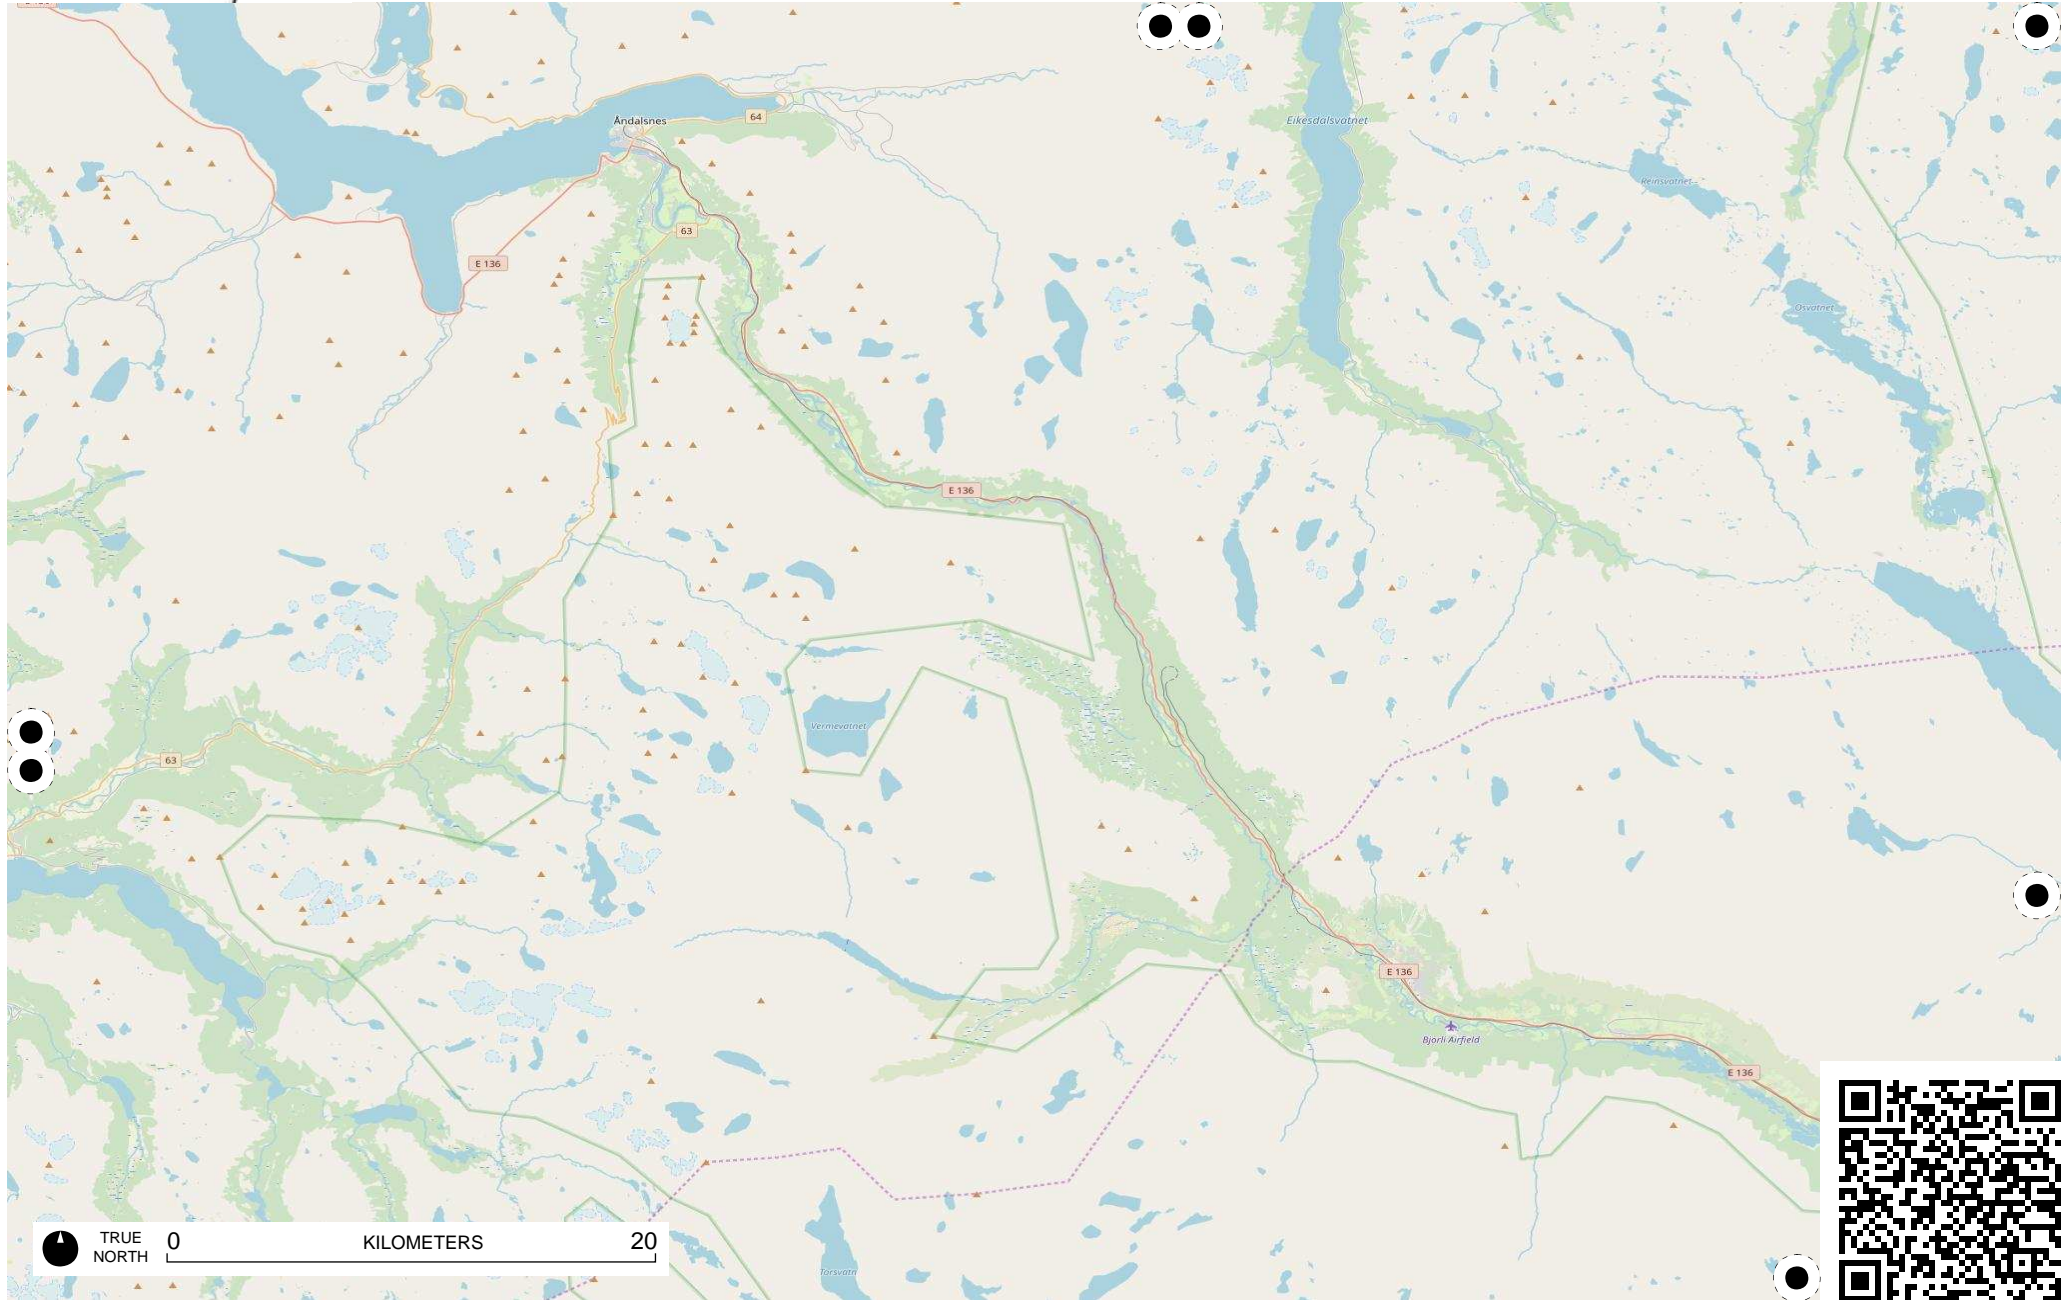 Åndalsnes
64
Eikesdalsvatnet
Reinsvatnet
63
E 136
Osvatnet
E 136
Vermevatnet
63
E 136
Bjorli Airfield
E 136
TRUE
NORTH
0
KILOMETERS
20
Torsvatn